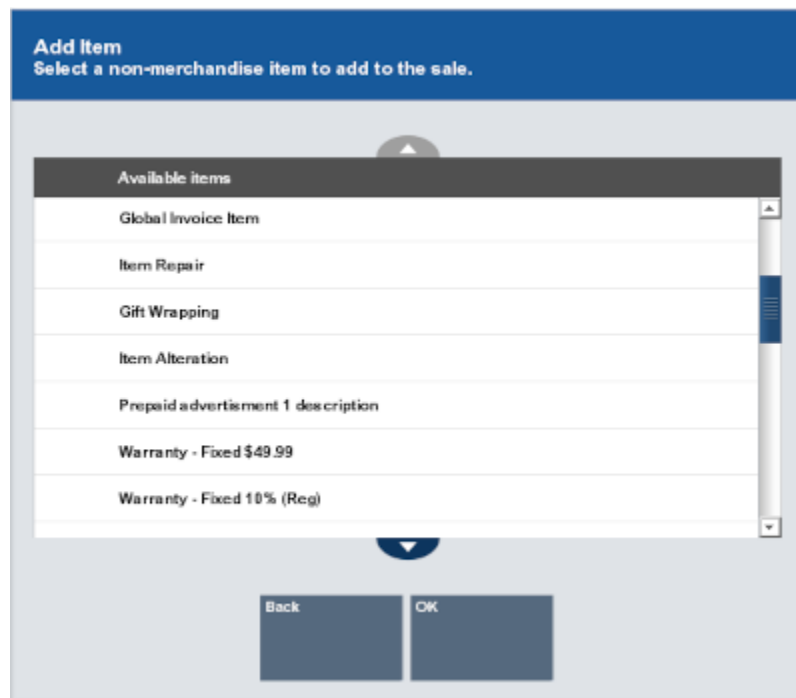 Add Item
Select a non-merchandise item to add to the sale.
Available items
Global Invoice Item
Item Repair
Gift Wrapping
Item Alteration
Prepaid advertisment 1 description
Warranty - Fixed $49.99
Warranty - Fixed 10% (Reg)
Back
OK